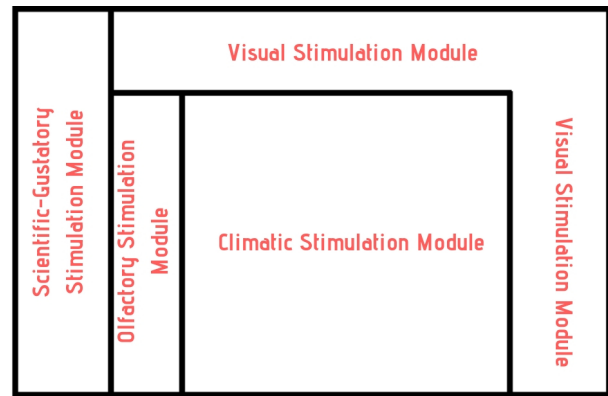 Visual Stimulation Module
Scientific-Gustatory
Stimulation Module
Olfactory Stimulation
Module
Climatic Stimulation Module
Visual Stimulation Module